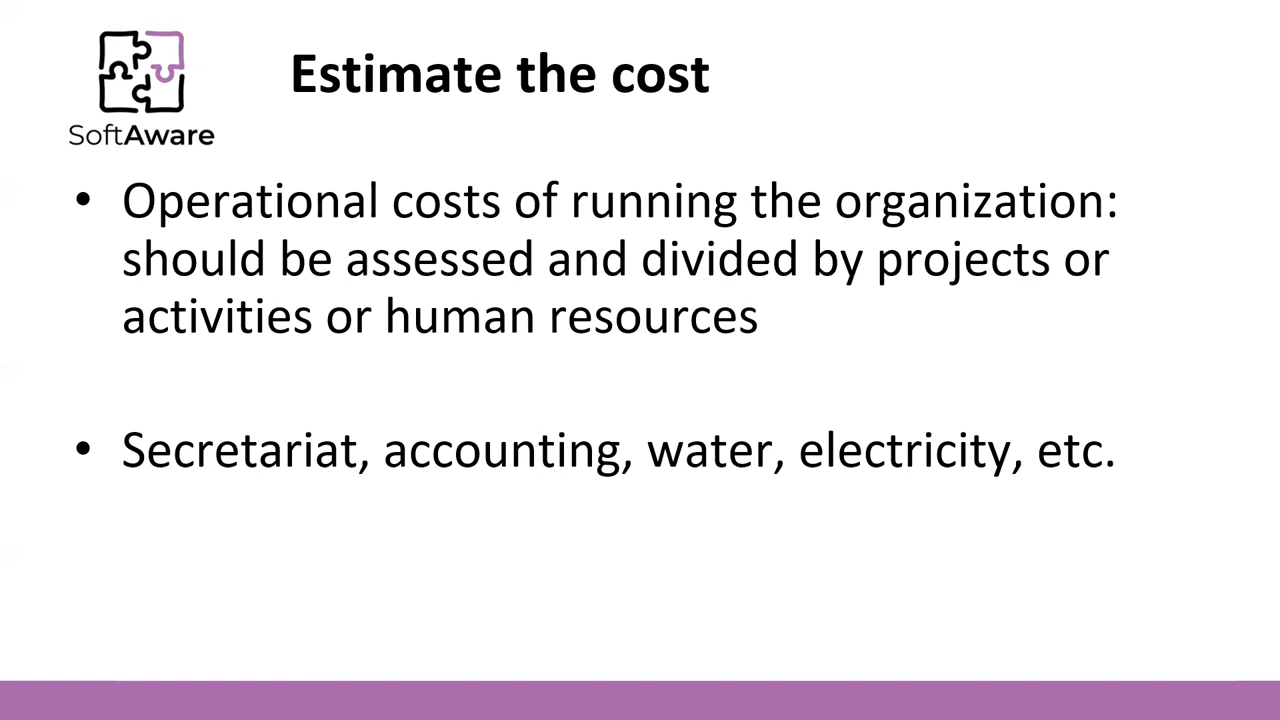 Estimate the cost
SoftAware
• Operational costs of running the organization:
should be assessed and divided by projects or
activities or human resources
• Secretariat, accounting, water, electricity, etc.